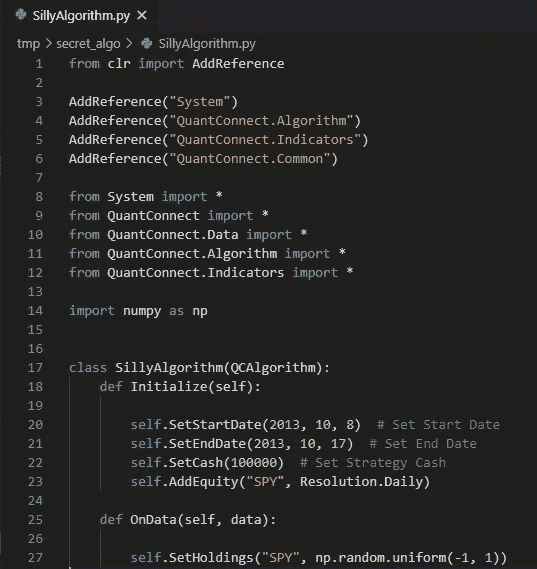 SillyAlgorithm.py ×
tmp > secret_algo > SillyAlgorithm.py
1 from clr import AddReference
2
3 AddReference("System")
4 AddReference("QuantConnect.Algorithm")
5 AddReference("QuantConnect.Indicators")
6 AddReference("QuantConnect.Common")
7
8 from System import *
9 from QuantConnect import *
10 from QuantConnect.Data import *
11 from QuantConnect.Algorithm import *
12 from QuantConnect.Indicators import *
13
14 import numpy as np
15
16
17 class SillyAlgorithm(QCAlgorithm):
18     def Initialize(self):
19
20         self.SetStartDate(2013, 10, 8)  # Set Start Date
21         self.SetEndDate(2013, 10, 17)  # Set End Date
22         self.SetCash(100000)  # Set Strategy Cash
23         self.AddEquity("SPY", Resolution.Daily)
24
25     def OnData(self, data):
26
27         self.SetHoldings("SPY", np.random.uniform(-1, 1))